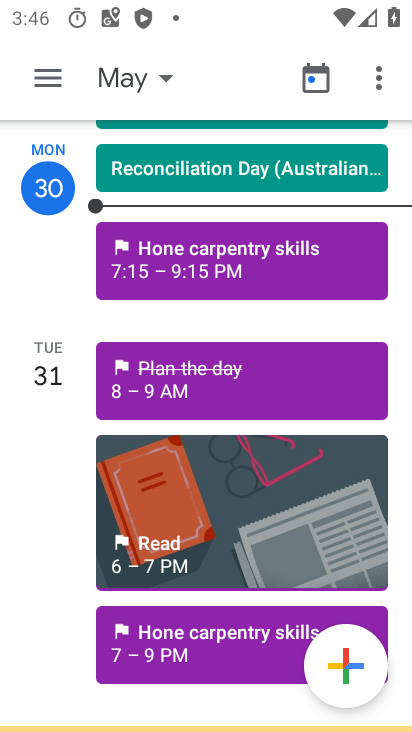 3:46
May
MON
30
Reconciliation Day (Australian…
Hone carpentry skills
7:15 – 9:15 PM
TUE
31
Plan the day
8 – 9 AM
Read
6 – 7 PM
Hone carpentry skills
7 – 9 PM